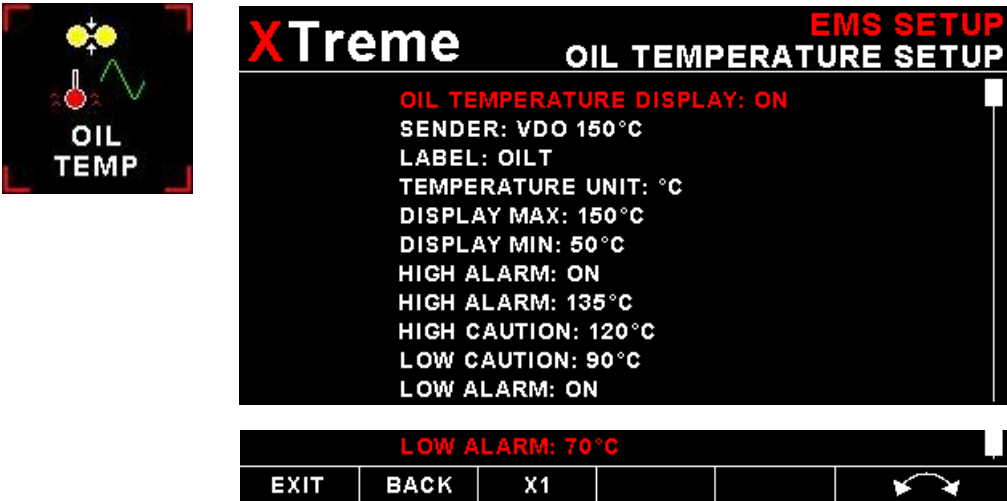 OIL
TEMP
XTreme
EMS SETUP
OIL TEMPERATURE SETUP
OIL TEMPERATURE DISPLAY: ON
SENDER: VDO 150°C
LABEL: OILT
TEMPERATURE UNIT: °C
DISPLAY MAX: 150°C
DISPLAY MIN: 50°C
HIGH ALARM: ON
HIGH ALARM: 135°C
HIGH CAUTION: 120°C
LOW CAUTION: 90°C
LOW ALARM: ON
LOW ALARM: 70°C
EXIT BACK X1